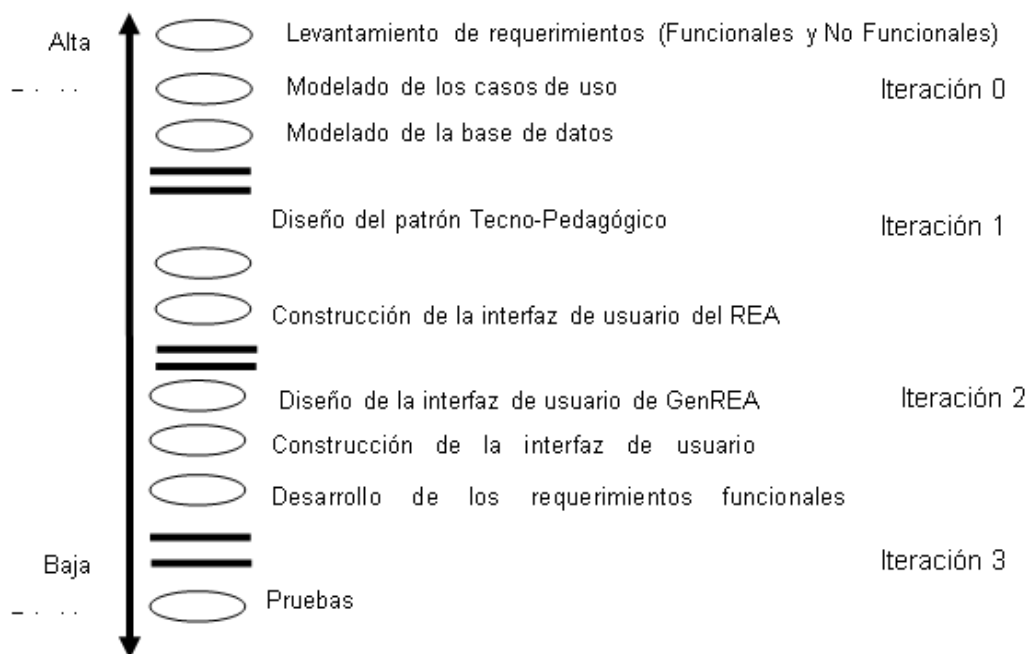 Alta
Levantamiento de requerimientos (Funcionales y No Funcionales)
Modelado de los casos de uso
Iteración 0
Modelado de la base de datos
Diseño del patrón Tecno-Pedagógico
Iteración 1
Construcción de la interfaz de usuario del REA
Diseño de la interfaz de usuario de GenREA
Iteración 2
Construcción de la interfaz de usuario
Desarrollo de los requerimientos funcionales
Baja
Iteración 3
Pruebas